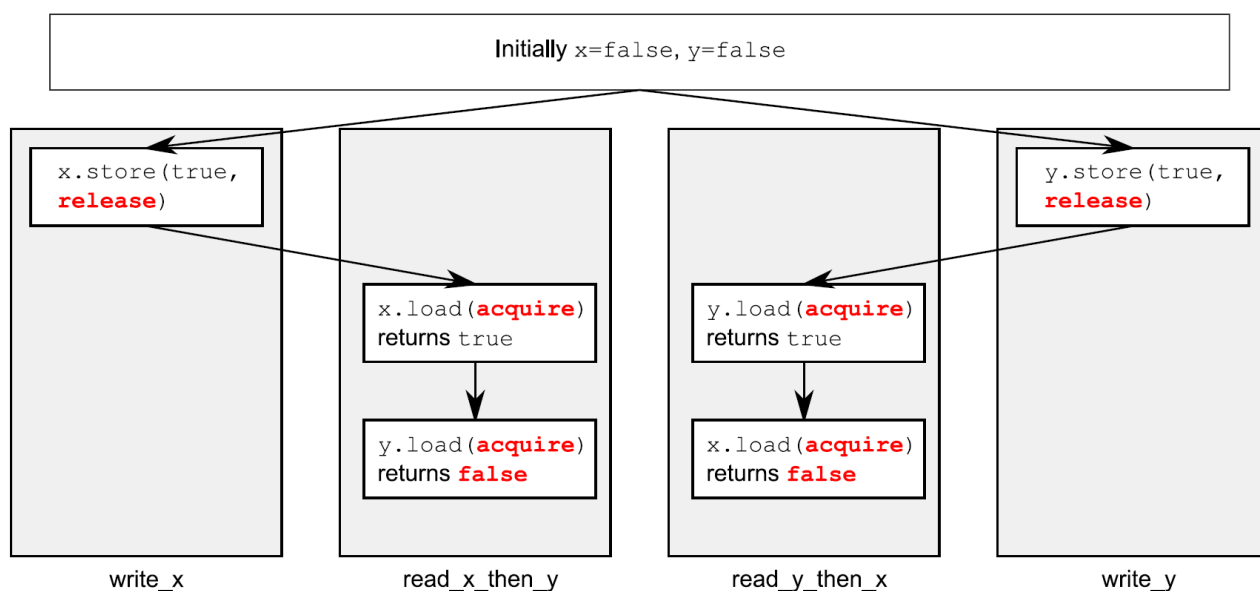 Initially x=false, y=false
x.store(true,
release)
y.store(true,
release)
x.load(acquire)
returns true
y.load(acquire)
returns true
y.load(acquire)
returns false
x.load(acquire)
returns false
write_x
read_x_then_y
read_y_then_x
write_y